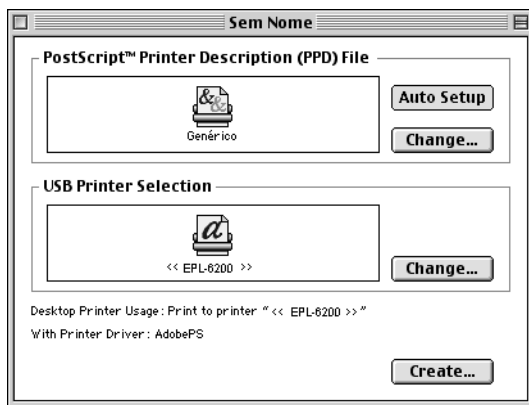 Sem Nome
PostScript™ Printer Description (PPD) File
Genérico
Auto Setup
Change...
USB Printer Selection
<< EPL-6200 >>
Change...
Desktop Printer Usage: Print to printer "<< EPL-6200 >>"
With Printer Driver: AdobePS
Create...